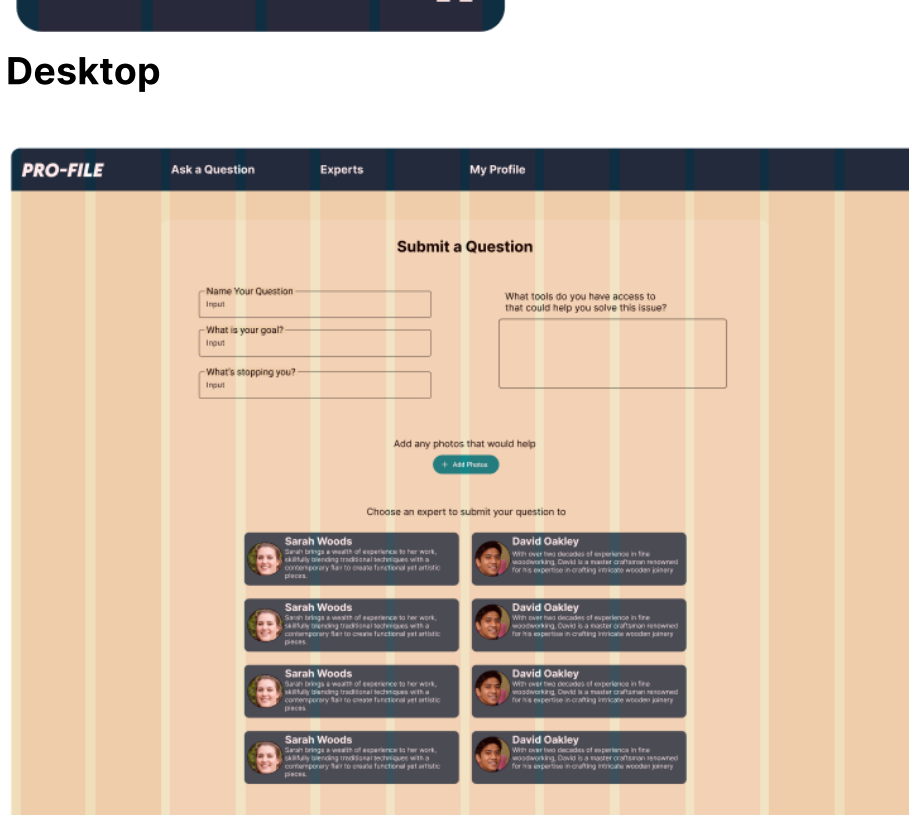 Desktop
PRO-FILE
Ask a Question
Experts
My Profile
Submit a Question
Name Your Question
Input
What is your goal?
Input
What's stopping you?
Input
What tools do you have access to
that could help you solve this issue?
Add any photos that would help
+ Add Photos
Choose an expert to submit your question to
Sarah Woods
Sarah brings a wealth of experience to her work,
skillfully blending traditional techniques with a
contemporary flair to create functional yet artistic
pieces.
David Oakley
With over two decades of experience in fine
woodworking, David is a master craftsman renowned
for his expertise in crafting intricate wooden joinery
Sarah Woods
Sarah brings a wealth of experience to her work,
skillfully blending traditional techniques with a
contemporary flair to create functional yet artistic
pieces.
David Oakley
With over two decades of experience in fine
woodworking, David is a master craftsman renowned
for his expertise in crafting intricate wooden joinery
Sarah Woods
Sarah brings a wealth of experience to her work,
skillfully blending traditional techniques with a
contemporary flair to create functional yet artistic
pieces.
David Oakley
With over two decades of experience in fine
woodworking, David is a master craftsman renowned
for his expertise in crafting intricate wooden joinery
Sarah Woods
Sarah brings a wealth of experience to her work,
skillfully blending traditional techniques with a
contemporary flair to create functional yet artistic
pieces.
David Oakley
With over two decades of experience in fine
woodworking, David is a master craftsman renowned
for his expertise in crafting intricate wooden joinery